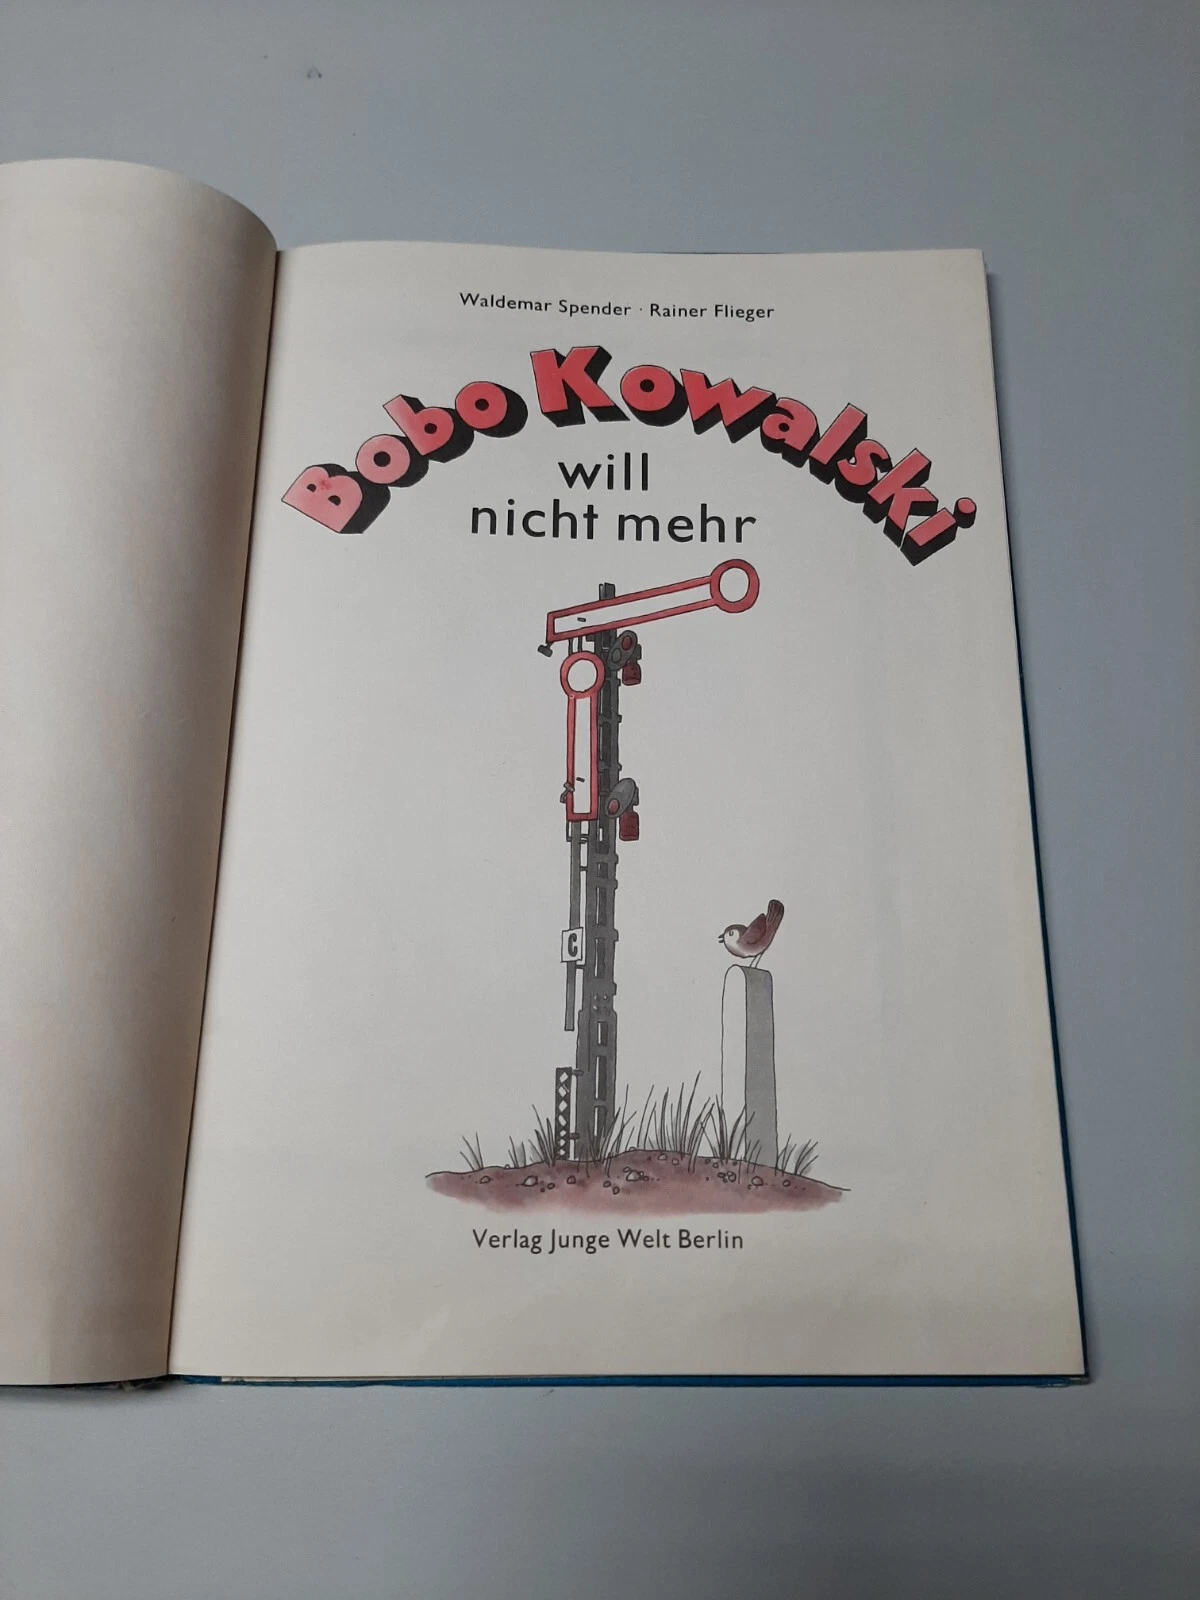 Waldemar Spender · Rainer Flieger
Bobo Kowalski
will
nicht mehr
C
Verlag Junge Welt Berlin